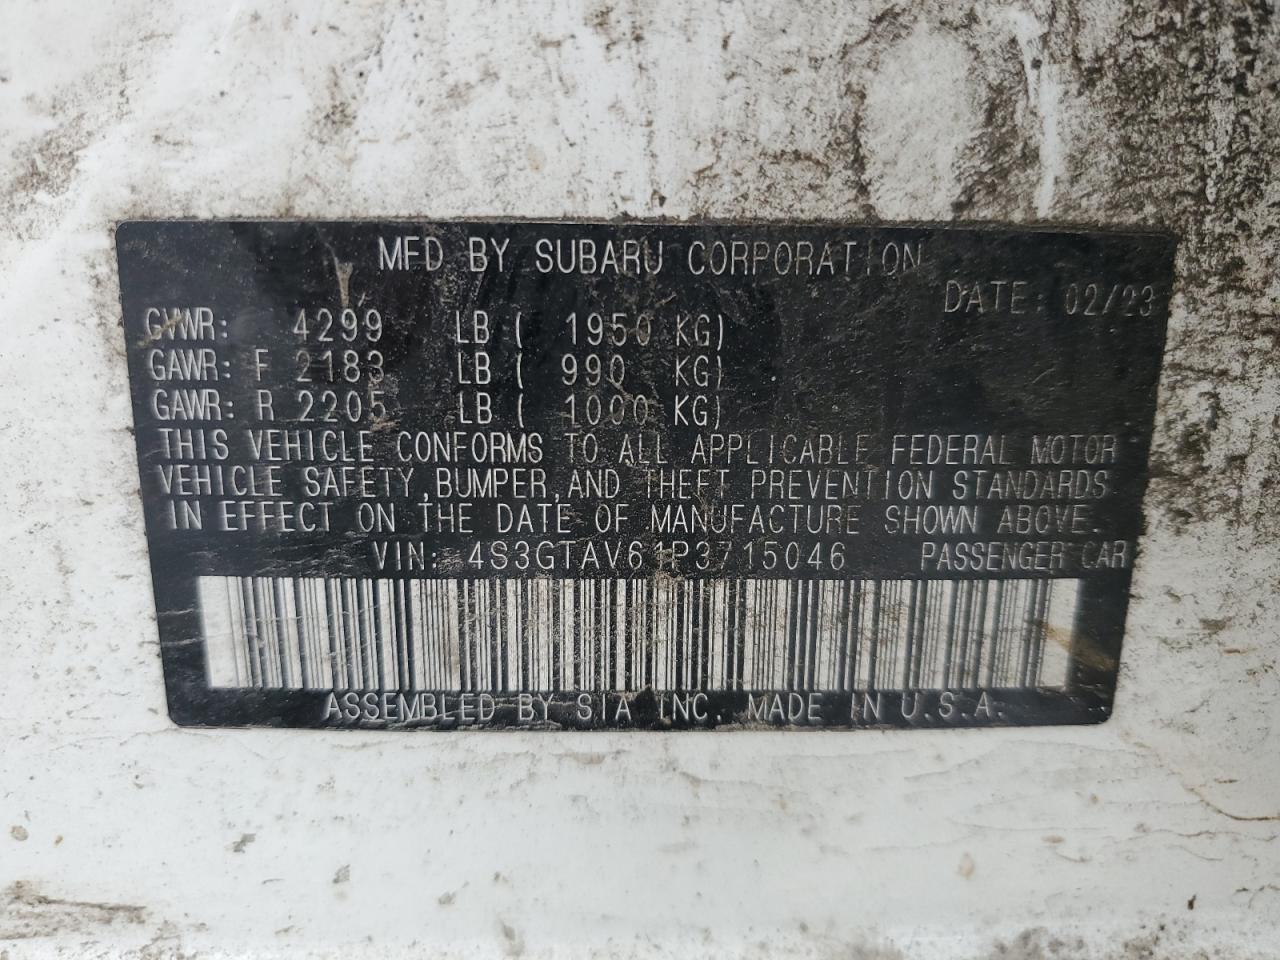 MFD BY SUBARU CORPORATION
DATE: 02/23
GVWR: 4299 LB ( 1950 KG)
GAWR: F 2183 LB ( 990 KG)
GAWR: R 2205 LB ( 1000 KG)
THIS VEHICLE CONFORMS TO ALL APPLICABLE FEDERAL MOTOR
VEHICLE SAFETY,BUMPER,AND THEFT PREVENTION STANDARDS
IN EFFECT ON THE DATE OF MANUFACTURE SHOWN ABOVE.
VIN: 4S3GTAV61P3715046 PASSENGER CAR
ASSEMBLED BY SIA INC. MADE IN U.S.A.